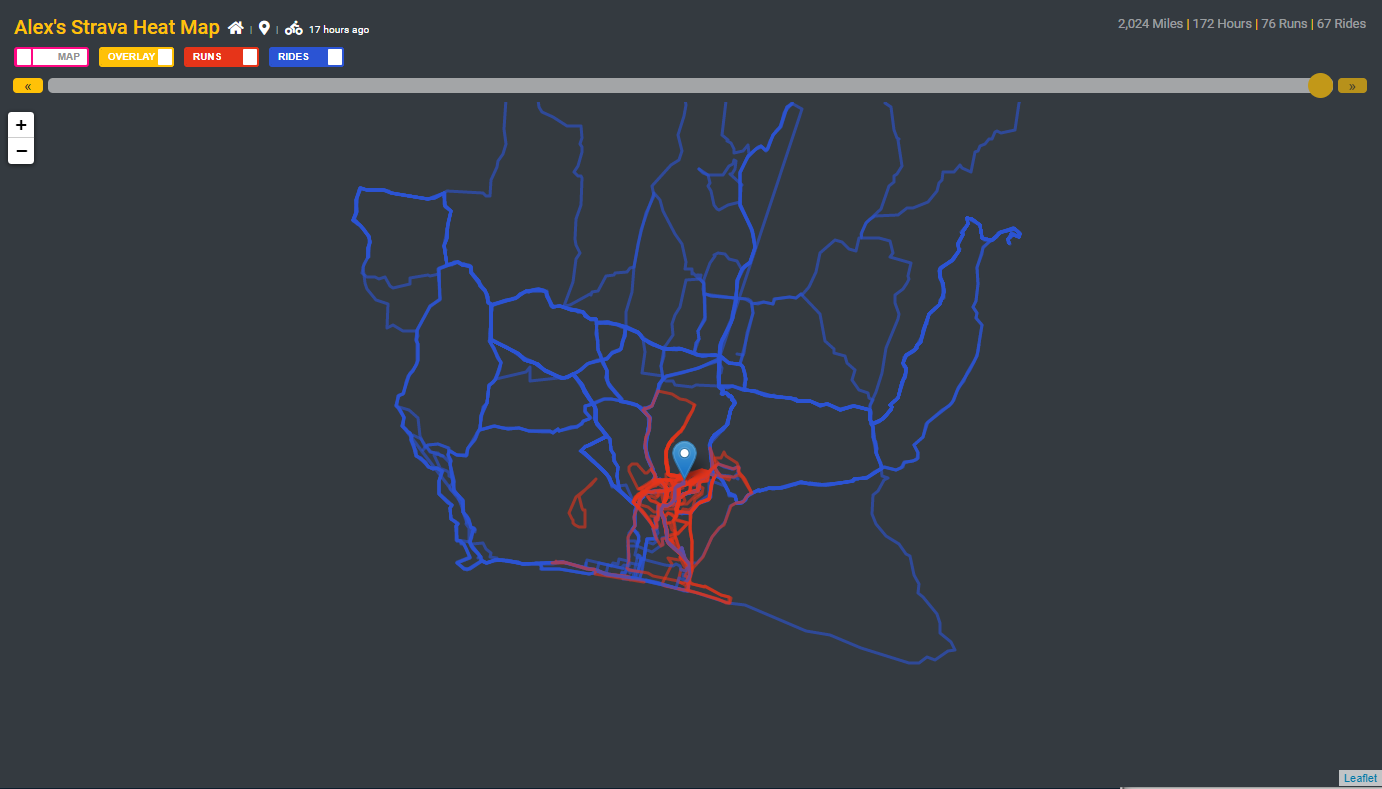 Alex's Strava Heat Map | | 17 hours ago
2,024 Miles | 172 Hours | 76 Runs | 67 Rides
MAP OVERLAY RUNS RIDES
« »
+
−
Leaflet